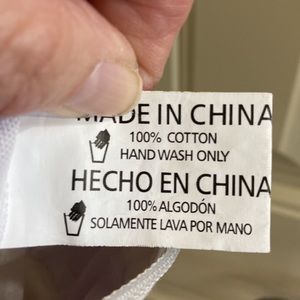 MADE IN CHINA
100% COTTON
HAND WASH ONLY
HECHO EN CHINA
100% ALGODÓN
SOLAMENTE LAVA POR MANO